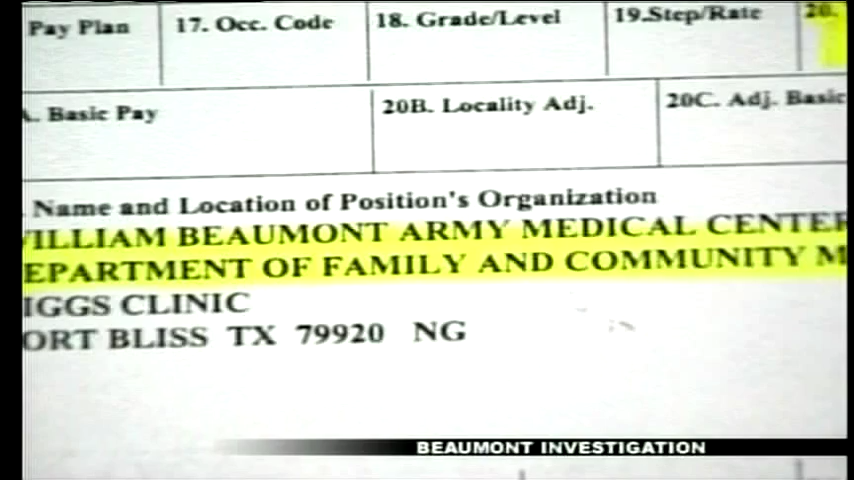 Pay Plan 17. Occ. Code 18. Grade/Level 19.Step/Rate 20.
. Basic Pay 20B. Locality Adj. 20C. Adj. Basic
. Name and Location of Position's Organization
ILLIAM BEAUMONT ARMY MEDICAL CENTER
EPARTMENT OF FAMILY AND COMMUNITY M
IGGS CLINIC
ORT BLISS TX 79920 NG
BEAUMONT INVESTIGATION